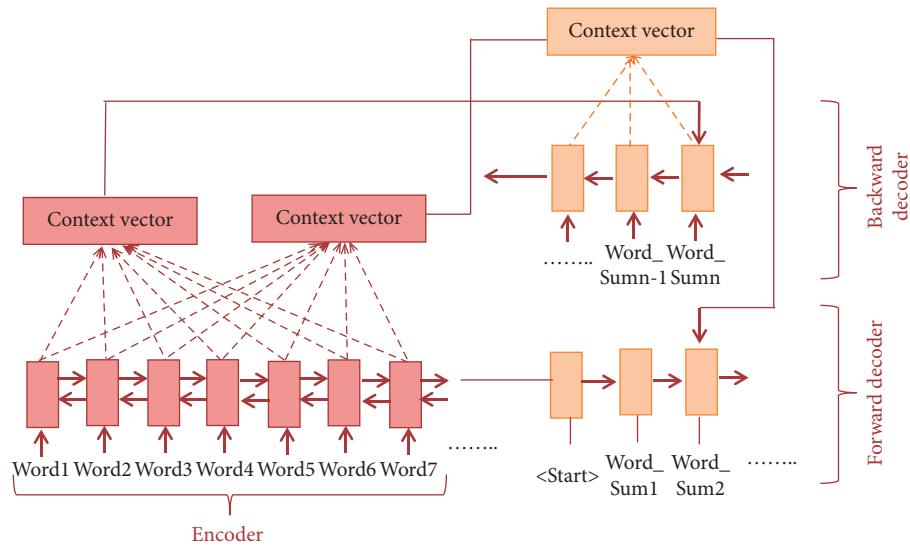 Context vector
Context vector
Context vector
Backward
decoder
........
Word_
Sumn-1
Word_
Sumn
Forward decoder
Word1 Word2 Word3 Word4 Word5 Word6 Word7
........
<Start>
Word_
Sum1
Word_
Sum2
........
Encoder